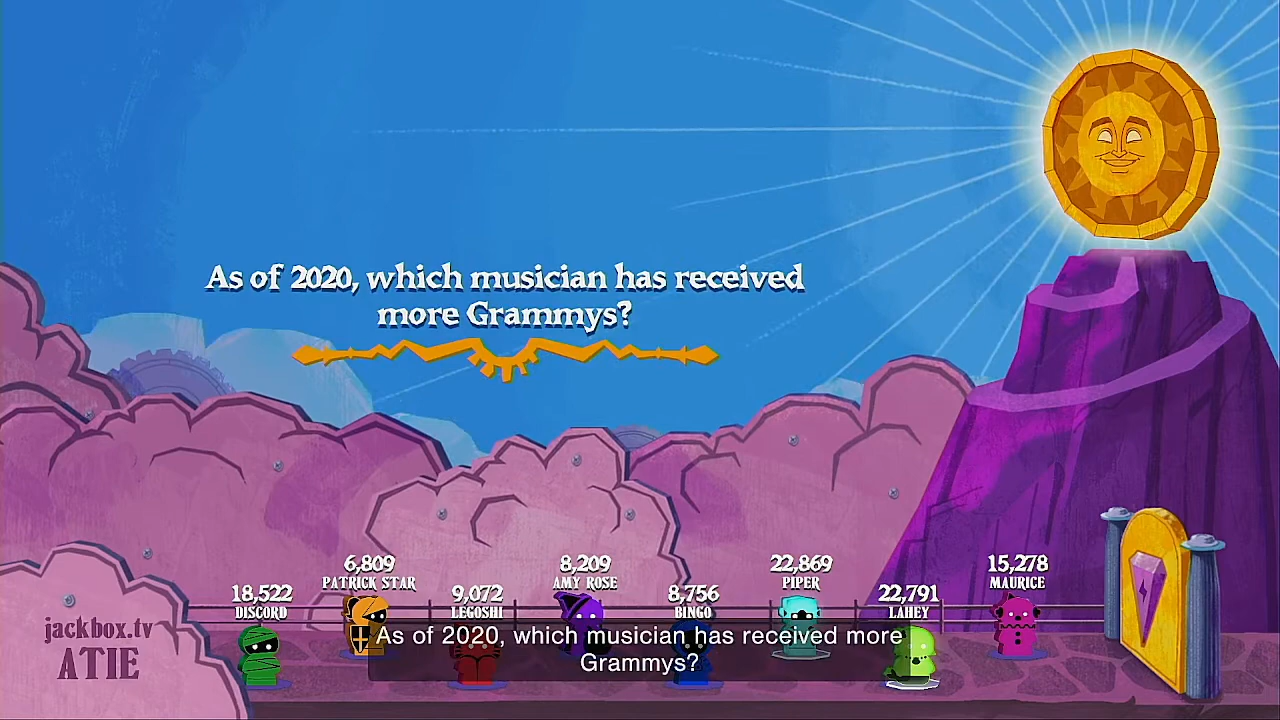 As of 2020, which musician has received
more Grammys?
18,522
DISCORD
6,809
PATRICK STAR
9,072
LEGOSHI
8,209
AMY ROSE
8,756
BINGO
22,869
PIPER
22,791
LAHEY
15,278
MAURICE
jackbox.tv
ATIE
As of 2020, which musician has received more
Grammys?